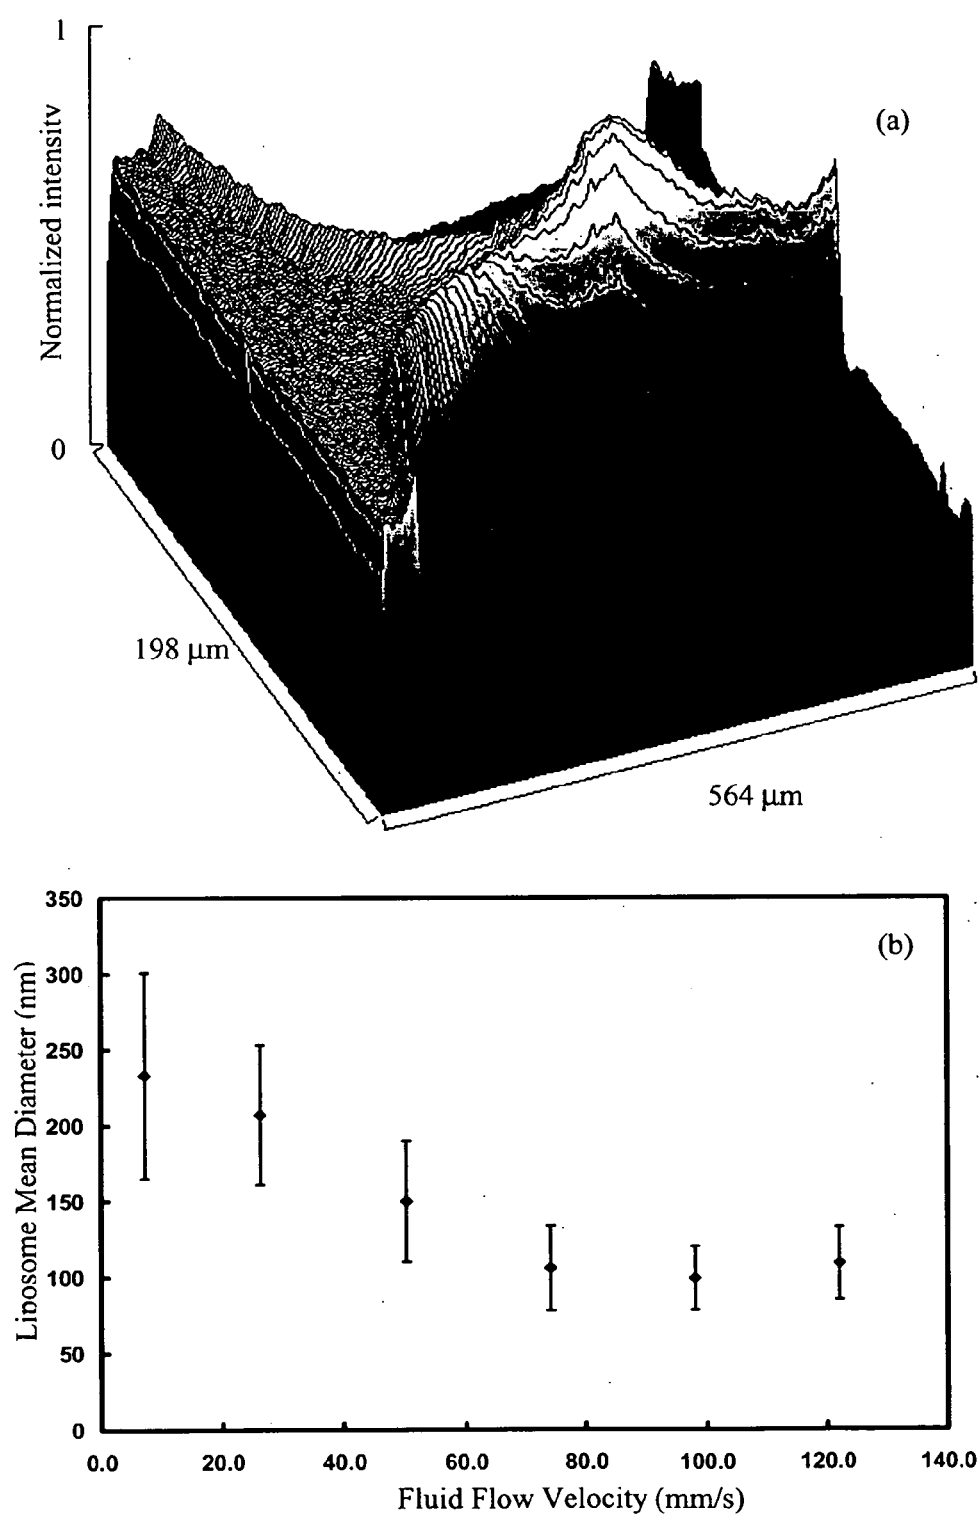 1
(a)
Normalized intensity
0
198 μm
564 μm
350
(b)
300
250
200
150
100
50
0
Liposome Mean Diameter (nm)
0.0 20.0 40.0 60.0 80.0 100.0 120.0 140.0
Fluid Flow Velocity (mm/s)